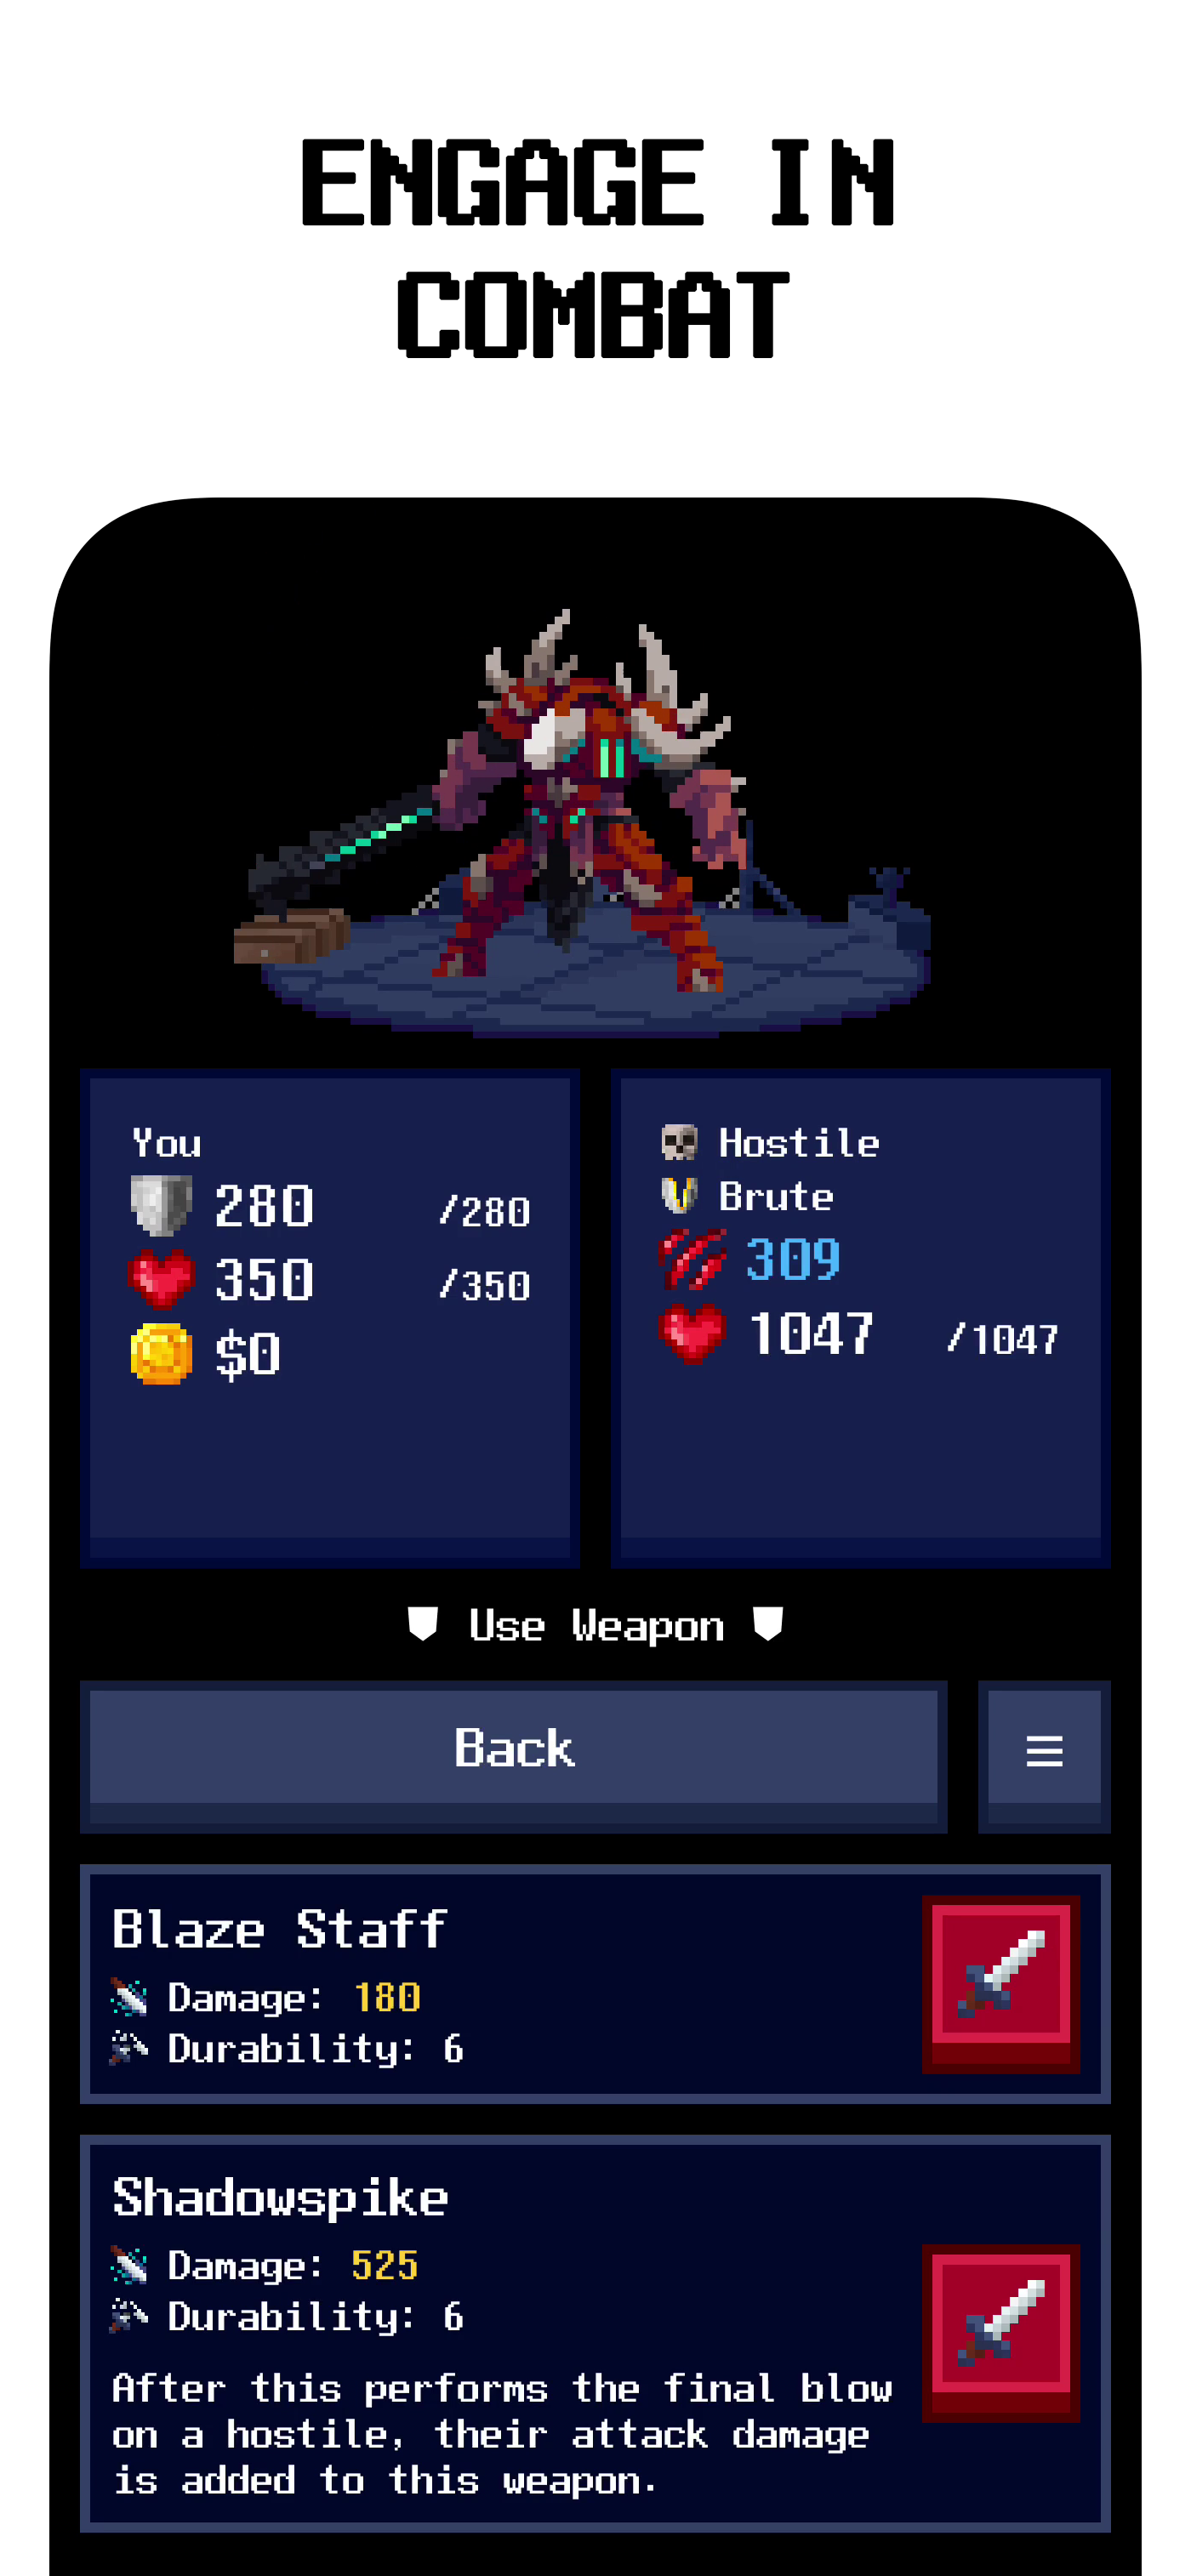 ENGAGE IN
COMBAT
You
280 /280
350 /350
$0
Hostile
Brute
309
1047 /1047
Use Weapon
Back
Blaze Staff
Damage: 180
Durability: 6
Shadowspike
Damage: 525
Durability: 6
After this performs the final blow
on a hostile, their attack damage
is added to this weapon.